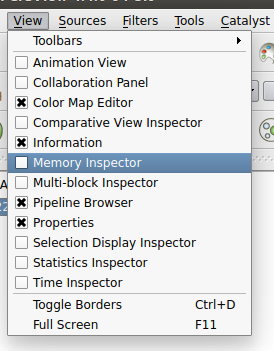 View Sources Filters Tools Catalyst
Toolbars
Animation View
Collaboration Panel
Color Map Editor
Comparative View Inspector
Information
Memory Inspector
Multi-block Inspector
Pipeline Browser
Properties
Selection Display Inspector
Statistics Inspector
Time Inspector
Toggle Borders Ctrl+D
Full Screen F11